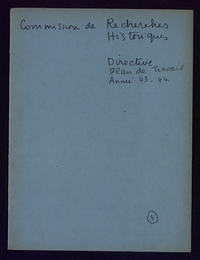 Commission de Recherches
Historiques
Directive
Plan de Travail
Année 43-44.